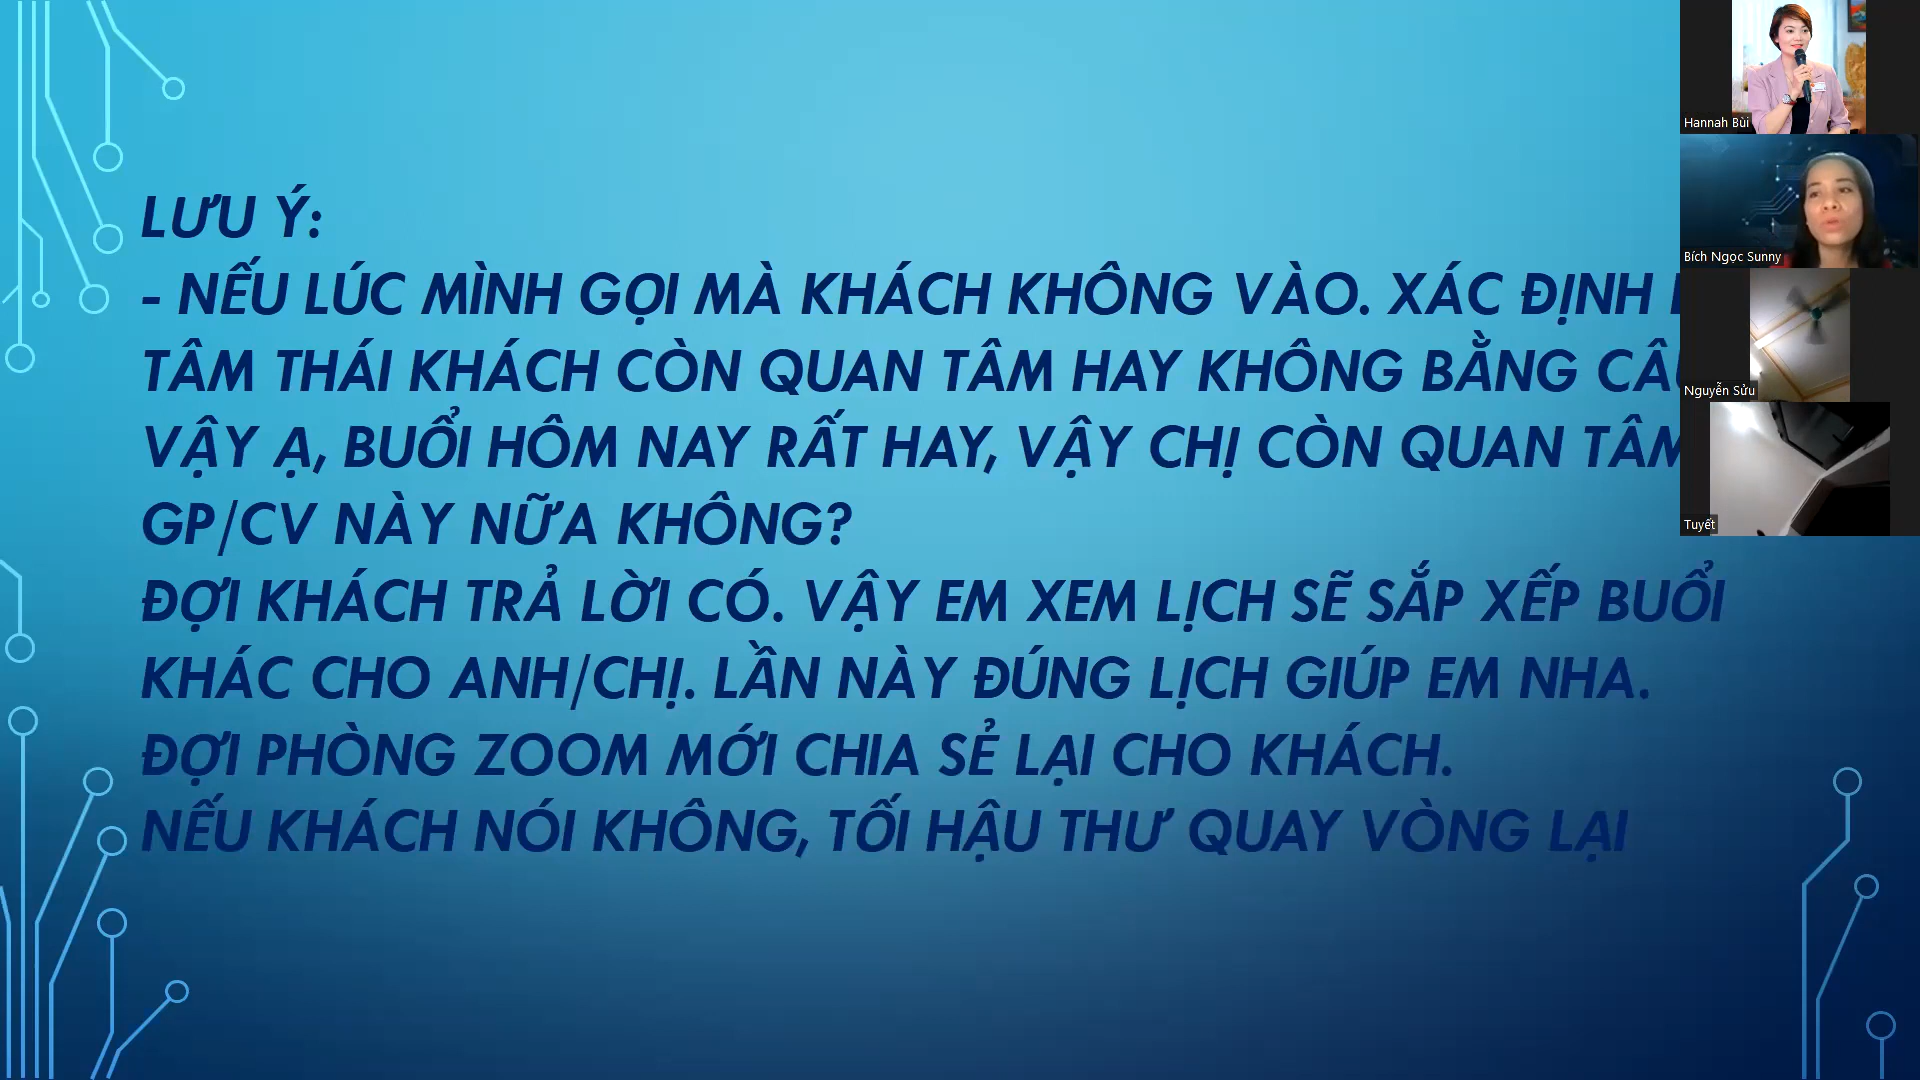 LƯU Ý:
- NẾU LÚC MÌNH GỌI MÀ KHÁCH KHÔNG VÀO. XÁC ĐỊNH
TÂM THÁI KHÁCH CÒN QUAN TÂM HAY KHÔNG BẰNG
VẬY Ạ, BUỔI HÔM NAY RẤT HAY, VẬY CHỊ CÒN QUAN TÂM
GP/CV NÀY NỮA KHÔNG?
ĐỢI KHÁCH TRẢ LỜI CÓ. VẬY EM XEM LỊCH SẼ SẮP XẾP BUỔI
KHÁC CHO ANH/CHỊ. LẦN NÀY ĐÚNG LỊCH GIÚP EM NHA.
ĐỢI PHÒNG ZOOM MỚI CHIA SẺ LẠI CHO KHÁCH.
NẾU KHÁCH NÓI KHÔNG, TỐI HẬU THƯ QUAY VÒNG LẠI
Hannah Bùi
Bích Ngọc Sunny
Nguyễn Sửu
Tuyết